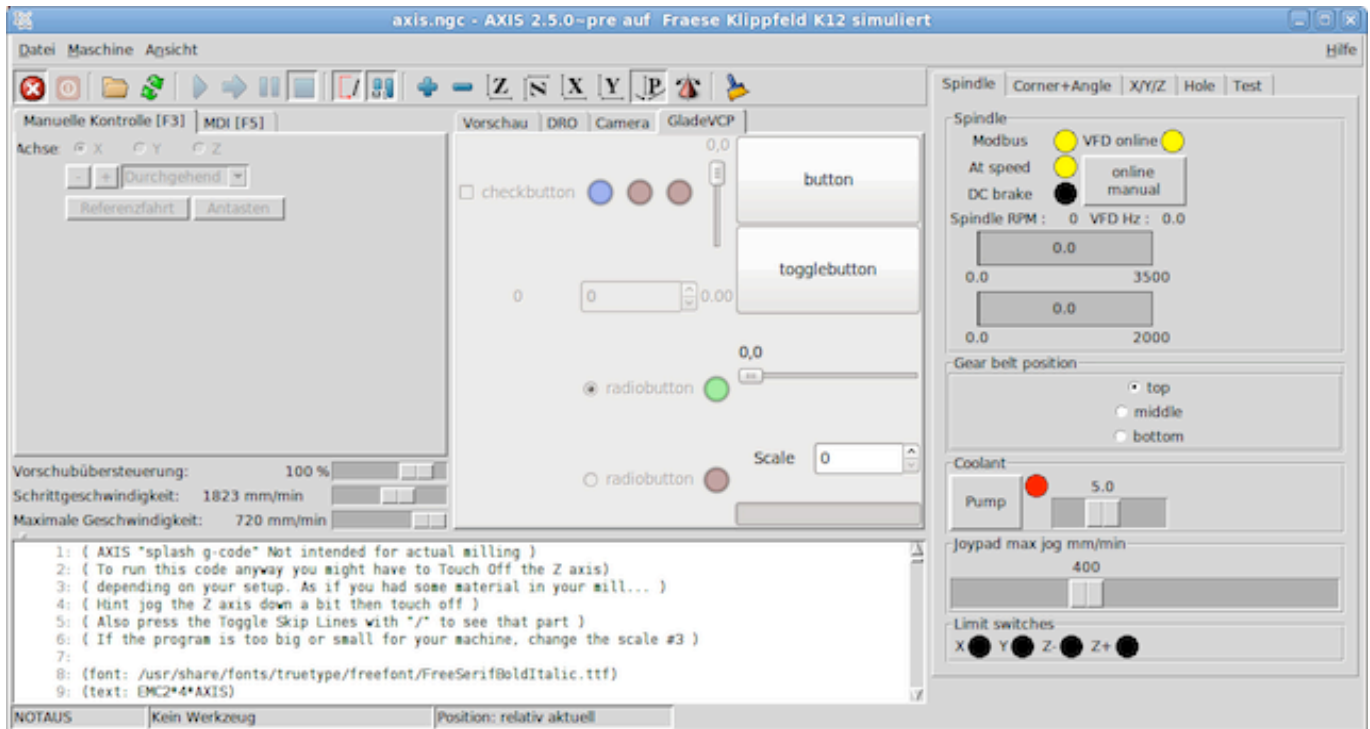 axis.ngc - AXIS 2.5.0~pre auf Fraese Klippfeld K12 simuliert
Datei Maschine Ansicht Hilfe
Z N X Y P
Manuelle Kontrolle [F3] MDI [F5]
Achse: X Y Z
- + Durchgehend
Referenzfahrt Antasten
Vorschau DRO Camera GladeVCP
0,0
checkbutton
button
togglebutton
0 0 0.00
0,0
radiobutton
Scale 0
radiobutton
Vorschubübersteuerung: 100 %
Schrittgeschwindigkeit: 1823 mm/min
Maximale Geschwindigkeit: 720 mm/min
Spindle Corner+Angle X/Y/Z Hole Test
Spindle
Modbus VFD online
At speed
online
manual
DC brake
Spindle RPM : 0 VFD Hz : 0.0
0.0
0.0 3500
0.0
0.0 2000
Gear belt position
top
middle
bottom
Coolant
Pump 5.0
Joypad max jog mm/min
400
Limit switches
X Y Z- Z+
1: ( AXIS "splash g-code" Not intended for actual milling )
2: ( To run this code anyway you might have to Touch Off the Z axis)
3: ( depending on your setup. As if you had some material in your mill... )
4: ( Hint jog the Z axis down a bit then touch off )
5: ( Also press the Toggle Skip Lines with "/" to see that part )
6: ( If the program is too big or small for your machine, change the scale #3 )
7:
8: (font: /usr/share/fonts/truetype/freefont/FreeSerifBoldItalic.ttf)
9: (text: EMC2*4*AXIS)
NOTAUS Kein Werkzeug Position: relativ aktuell